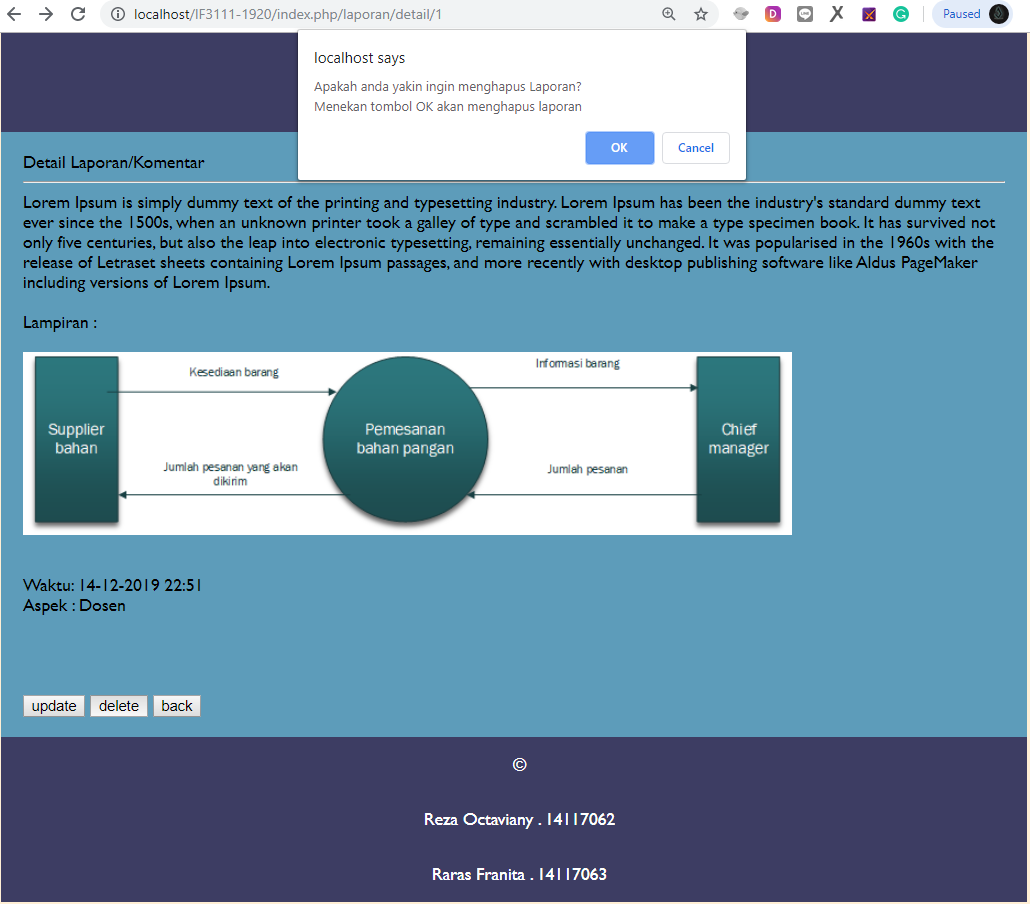 localhost/IF3111-1920/index.php/laporan/detail/1
Paused
localhost says
Apakah anda yakin ingin menghapus Laporan?
Menekan tombol OK akan menghapus laporan
OK Cancel
Detail Laporan/Komentar
Lorem Ipsum is simply dummy text of the printing and typesetting industry. Lorem Ipsum has been the industry's standard dummy text
ever since the 1500s, when an unknown printer took a galley of type and scrambled it to make a type specimen book. It has survived not
only five centuries, but also the leap into electronic typesetting, remaining essentially unchanged. It was popularised in the 1960s with the
release of Letraset sheets containing Lorem Ipsum passages, and more recently with desktop publishing software like Aldus PageMaker
including versions of Lorem Ipsum.
Lampiran :
Kesediaan barang
Informasi barang
Supplier
bahan
Pemesanan
bahan pangan
Chief
manager
Jumlah pesanan yang akan
dikirim
Jumlah pesanan
Waktu: 14-12-2019 22:51
Aspek : Dosen
update delete back
©
Reza Octaviany . 14117062
Raras Franita . 14117063